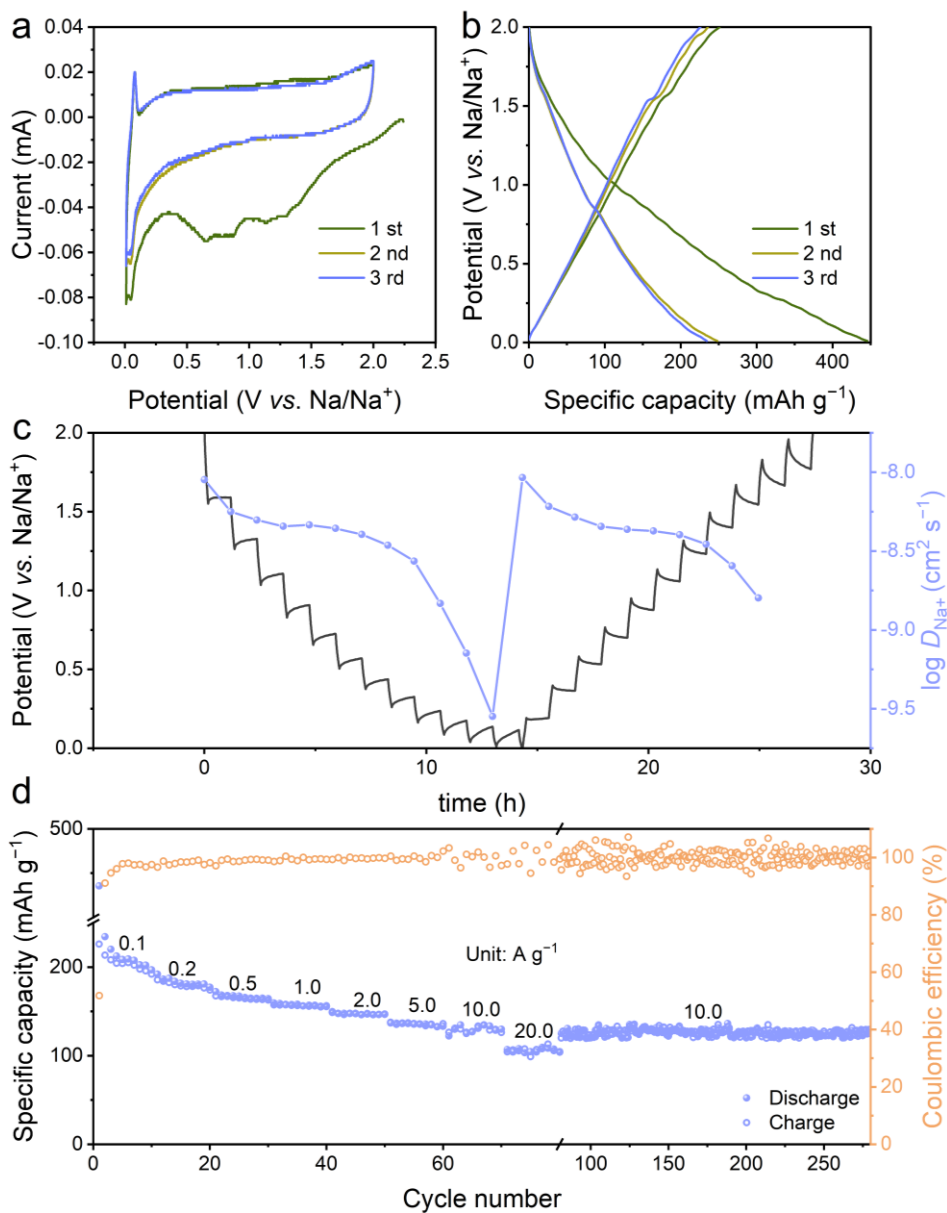 a
0.04
0.02
0.00
-0.02
-0.04
-0.06
-0.08
-0.10
Current (mA)
1 st
2 nd
3 rd
0.0 0.5 1.0 1.5 2.0 2.5
Potential (V vs. Na/Na⁺)
b
2.0
1.5
1.0
0.5
0.0
Potential (V vs. Na/Na⁺)
1 st
2 nd
3 rd
0 100 200 300 400
Specific capacity (mAh g⁻¹)
c
2.0
1.5
1.0
0.5
0.0
Potential (V vs. Na/Na⁺)
-8.0
-8.5
-9.0
-9.5
log D_Na+ (cm² s⁻¹)
0 10 20 30
time (h)
d
500
200
100
0
Specific capacity (mAh g⁻¹)
0.1
0.2
0.5
1.0
2.0
5.0
10.0
20.0
10.0
Unit: A g⁻¹
Discharge
Charge
100
80
60
40
20
0
Coulombic efficiency (%)
0 20 40 60 100 150 200 250
Cycle number